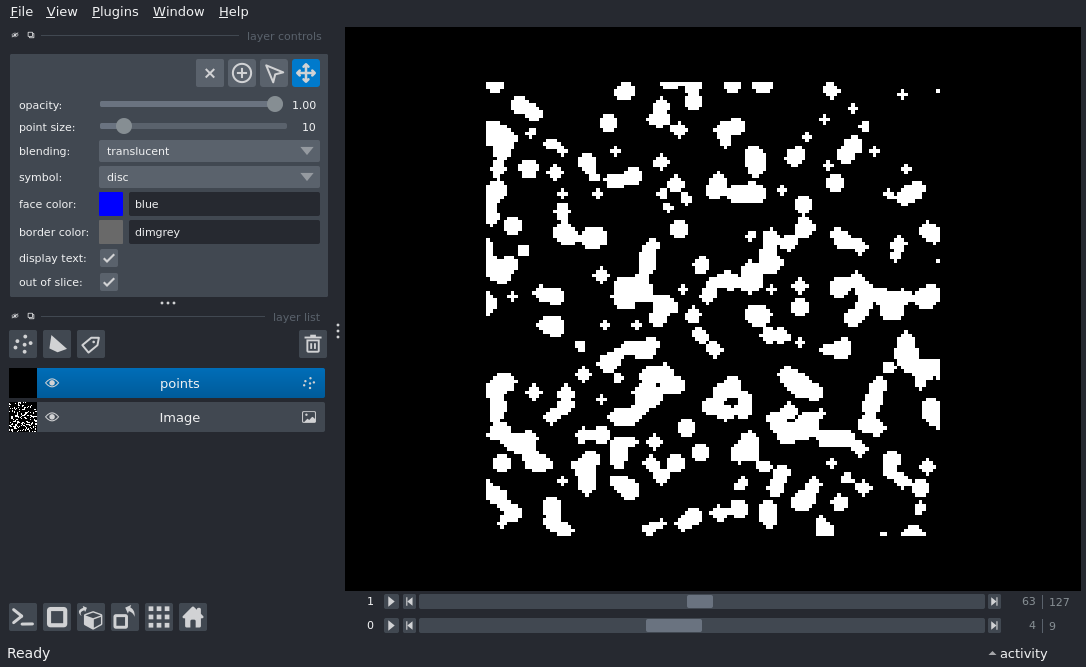 File View Plugins Window Help
layer controls
opacity: 1.00
point size: 10
blending: translucent
symbol: disc
face color: blue
border color: dimgrey
display text:
out of slice:
layer list
points
Image
1 63 127
0 4 9
Ready activity